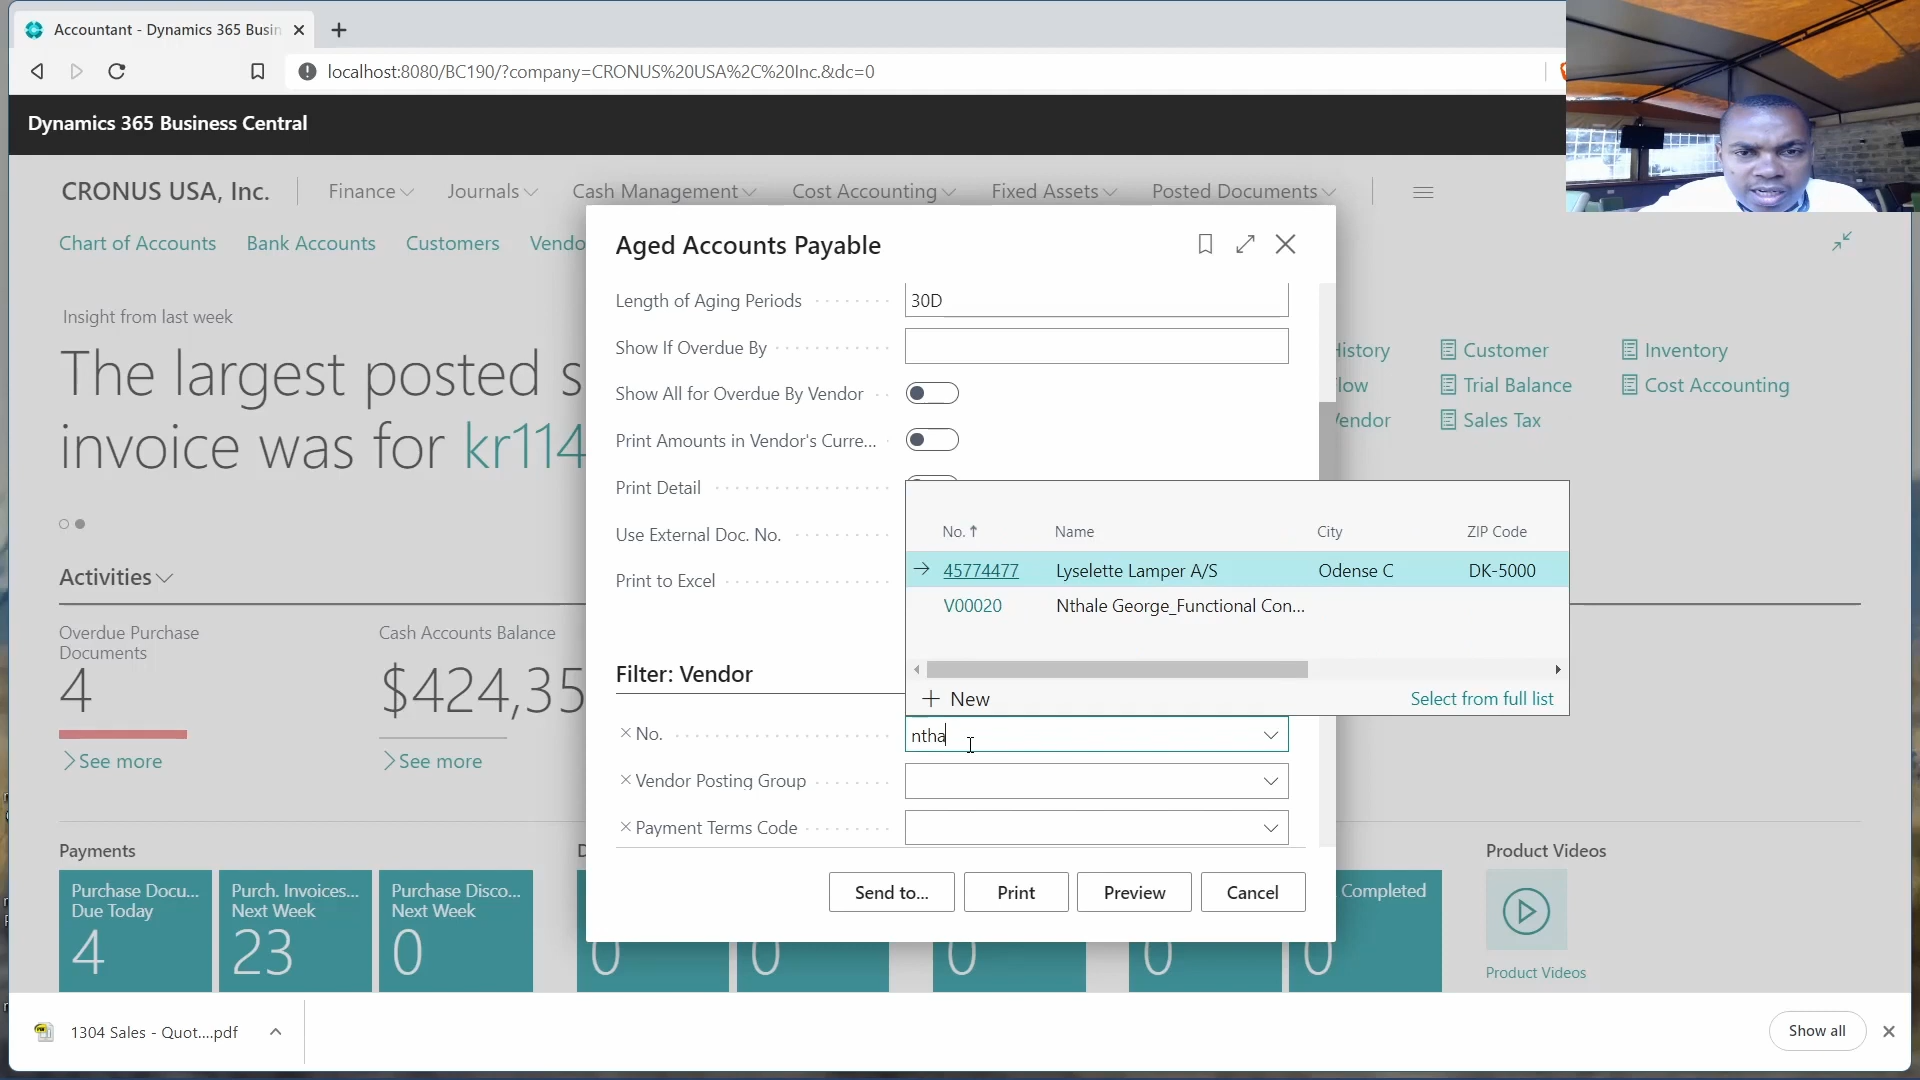 Accountant - Dynamics 365 Busin
localhost:8080/BC190/?company=CRONUS%20USA%2C%20Inc.&dc=0
Dynamics 365 Business Central
CRONUS USA, Inc.
Finance
Journals
Cash Management
Cost Accounting
Fixed Assets
Posted Documents
Chart of Accounts
Bank Accounts
Customers
Vendo
Insight from last week
The largest posted s
invoice was for kr114
Activities
Overdue Purchase
Documents
4
See more
Cash Accounts Balance
$424,35
See more
Payments
Purchase Docu...
Due Today
4
Purch. Invoices...
Next Week
23
Purchase Disco...
Next Week
0
0
0
0
0
Completed
0
History
low
Vendor
Customer
Trial Balance
Sales Tax
Inventory
Cost Accounting
Product Videos
Product Videos
Aged Accounts Payable
Length of Aging Periods
30D
Show If Overdue By
Show All for Overdue By Vendor
Print Amounts in Vendor's Curre...
Print Detail
Use External Doc. No.
Print to Excel
No. ↑ Name City ZIP Code
45774477 Lyselette Lamper A/S Odense C DK-5000
V00020 Nthale George_Functional Con...
+ New
Select from full list
Filter: Vendor
× No.
ntha
× Vendor Posting Group
× Payment Terms Code
Send to...
Print
Preview
Cancel
1304 Sales - Quot....pdf
Show all